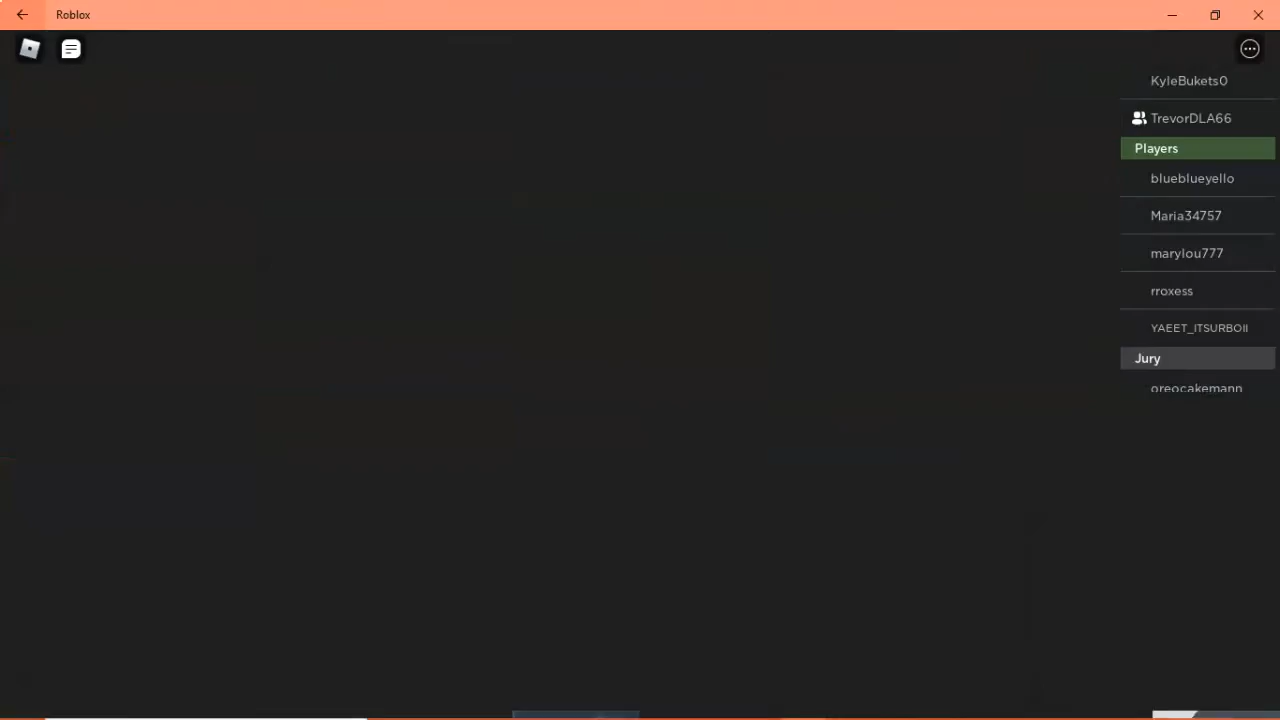 Roblox
KyleBukets0
TrevorDLA66
Players
blueblueyello
Maria34757
marylou777
rroxess
YAEET_ITSURBOII
Jury
oreocakemann